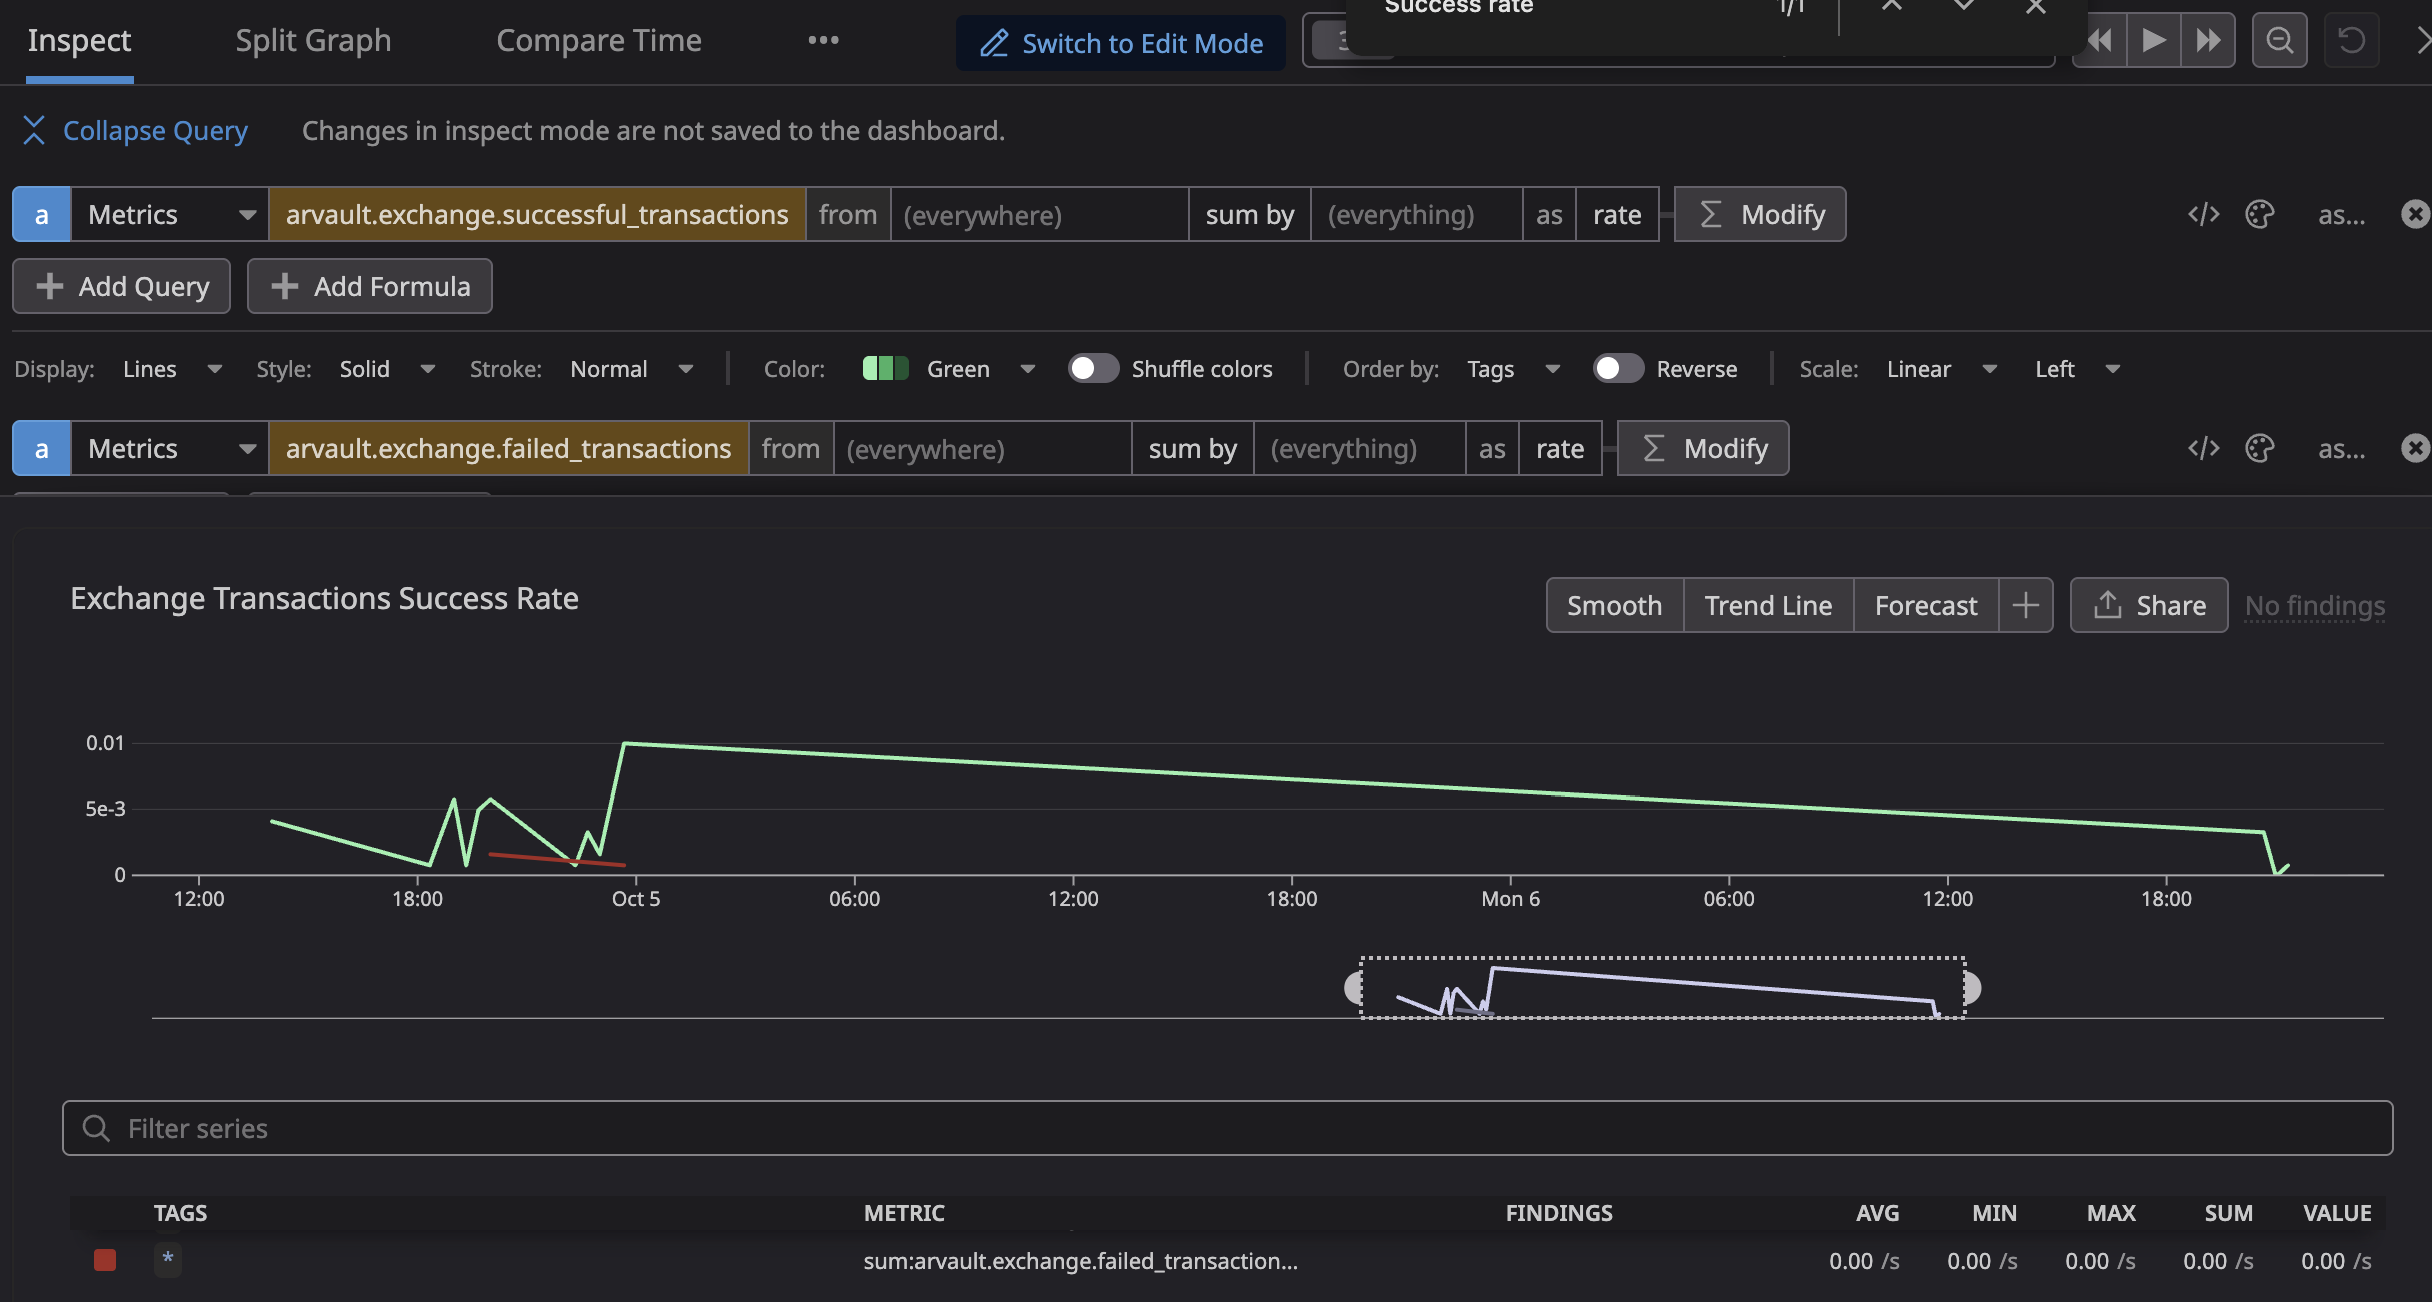 Success rate 1/1
Inspect Split Graph Compare Time ••• Switch to Edit Mode
Collapse Query Changes in inspect mode are not saved to the dashboard.
a Metrics arvault.exchange.successful_transactions from (everywhere) sum by (everything) as rate Σ Modify </> as...
+ Add Query + Add Formula
Display: Lines Style: Solid Stroke: Normal Color: Green Shuffle colors Order by: Tags Reverse Scale: Linear Left
a Metrics arvault.exchange.failed_transactions from (everywhere) sum by (everything) as rate Σ Modify </> as...
Exchange Transactions Success Rate
Smooth Trend Line Forecast + Share No findings
0.01
5e-3
0
12:00 18:00 Oct 5 06:00 12:00 18:00 Mon 6 06:00 12:00 18:00
Filter series
TAGS METRIC FINDINGS AVG MIN MAX SUM VALUE
* sum:arvault.exchange.failed_transaction... 0.00 /s 0.00 /s 0.00 /s 0.00 /s 0.00 /s